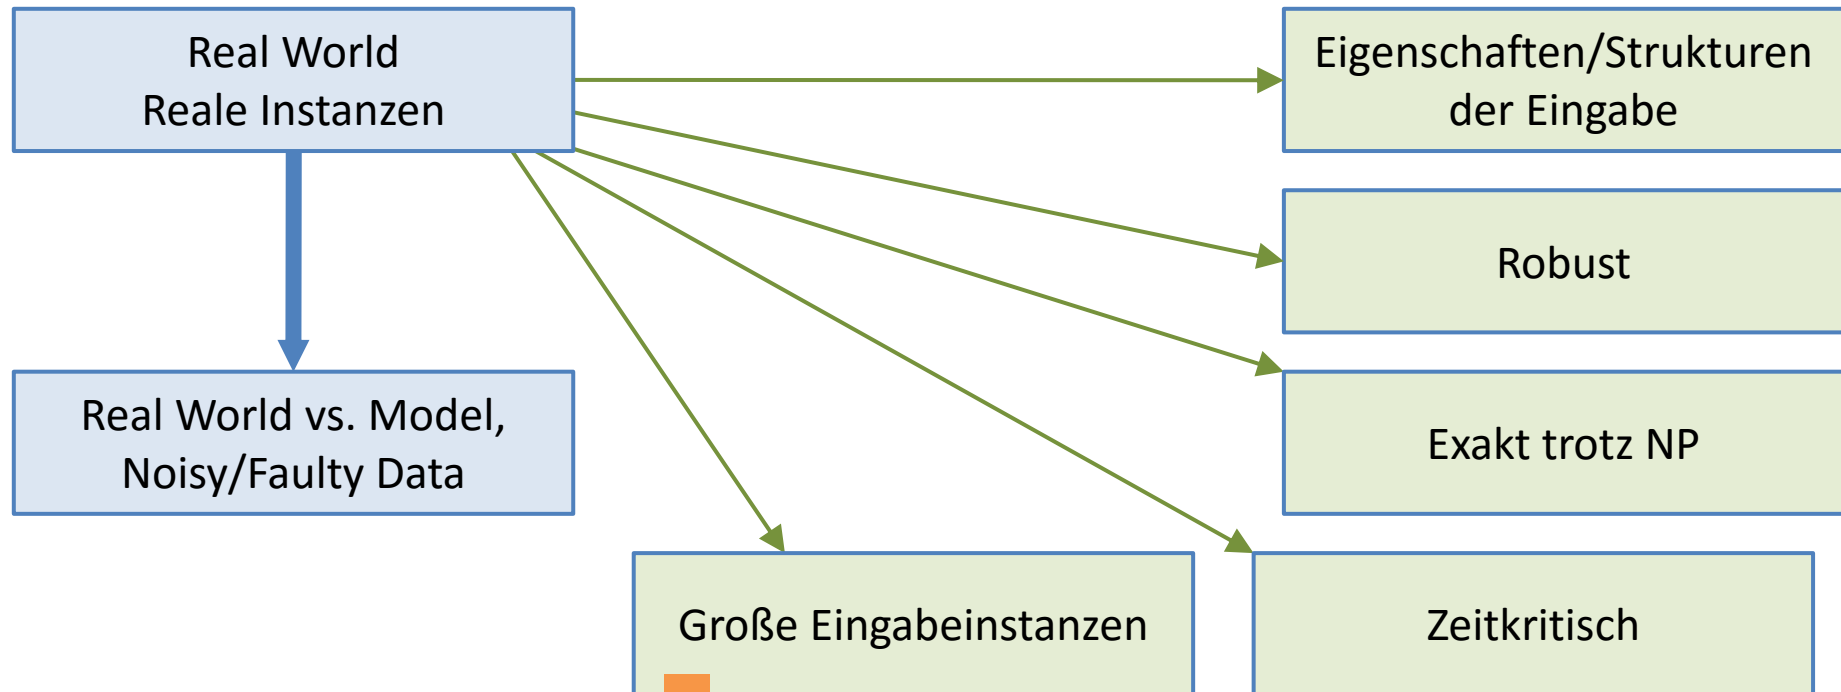 Real World
Reale Instanzen
Eigenschaften/Strukturen
der Eingabe
Robust
Real World vs. Model,
Noisy/Faulty Data
Exakt trotz NP
Große Eingabeinstanzen
Zeitkritisch